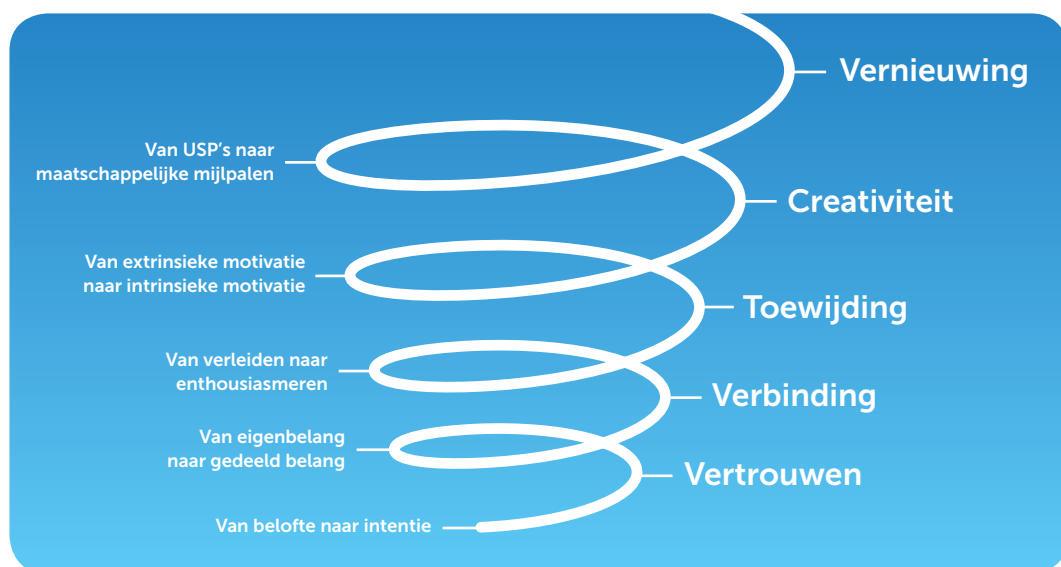 Vernieuwing
Van USP's naar
maatschappelijke mijlpalen
Creativiteit
Van extrinsieke motivatie
naar intrinsieke motivatie
Toewijding
Van verleiden naar
enthousiasmeren
Verbinding
Van eigenbelang
naar gedeeld belang
Vertrouwen
Van belofte naar intentie